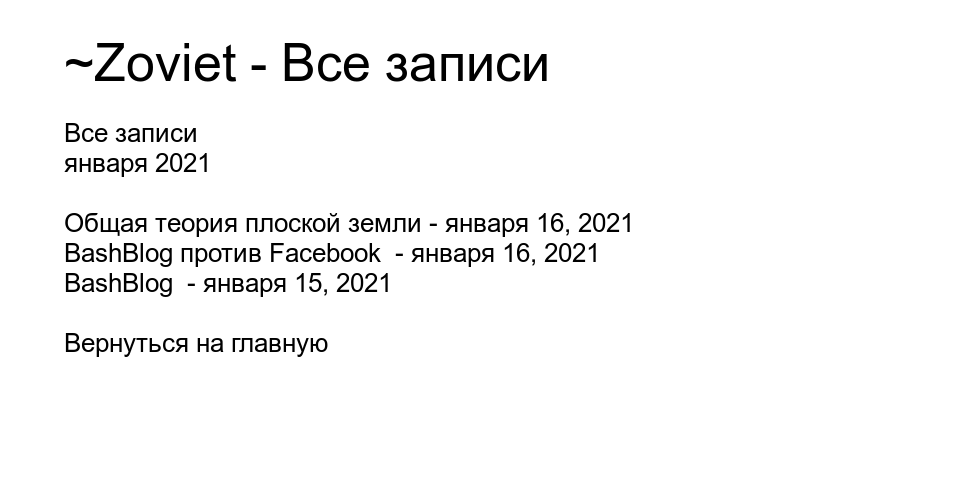 ~Zoviet - Все записи
Все записи
января 2021
Общая теория плоской земли - января 16, 2021
BashBlog против Facebook  - января 16, 2021
BashBlog  - января 15, 2021
Вернуться на главную